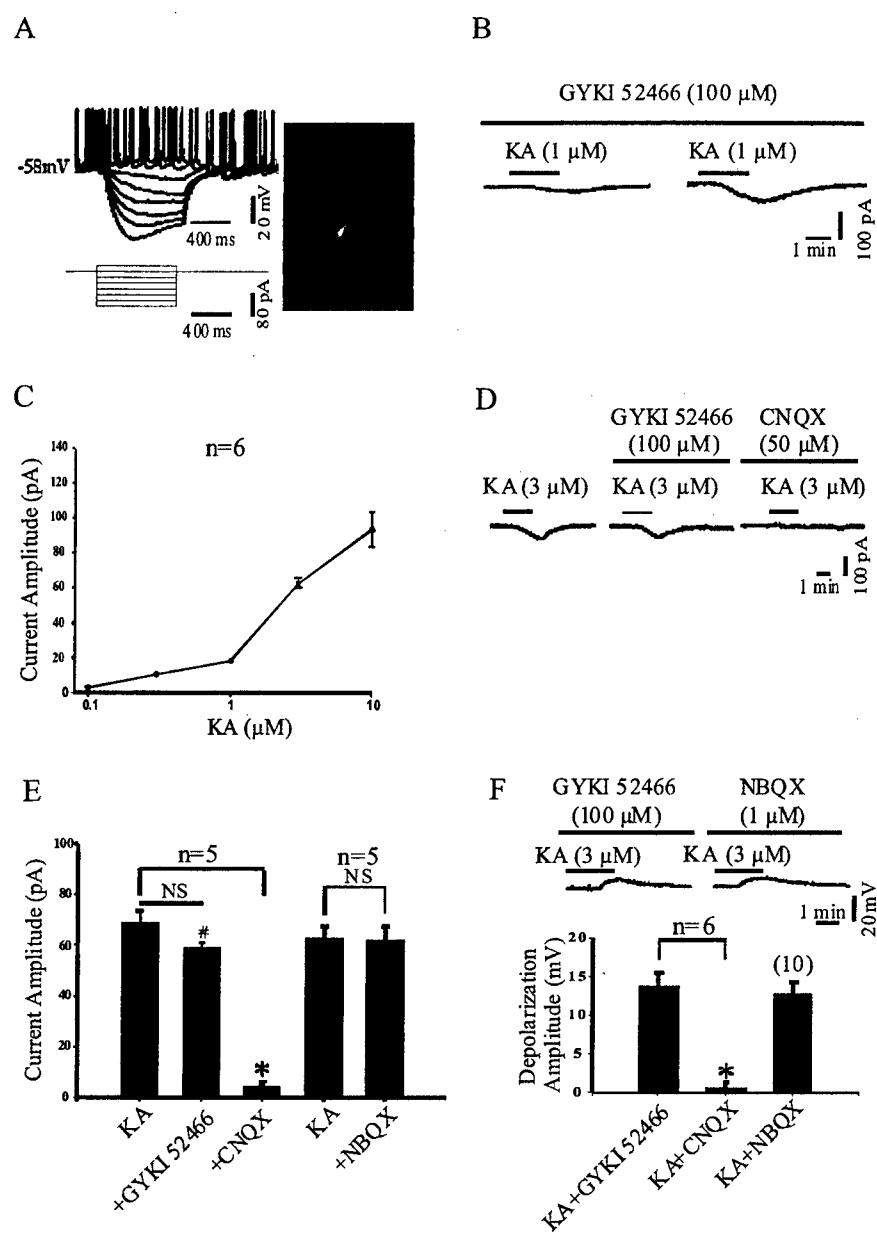 A
-58mV
20 mV
400 ms
80 pA
400 ms
B
GYKI 52466 (100 µM)
KA (1 µM)
KA (1 µM)
100 pA
1 min
C
n=6
140
120
100
80
60
40
20
0
0.1
1
10
Current Amplitude (pA)
KA (µM)
D
GYKI 52466
(100 µM)
CNQX
(50 µM)
KA (3 µM)
KA (3 µM)
KA (3 µM)
1 min
100 pA
E
100
80
60
40
20
0
Current Amplitude (pA)
n=5
NS
#
*
n=5
NS
KA
+GYKI 52466
+CNQX
KA
+NBQX
F
GYKI 52466
(100 µM)
NBQX
(1 µM)
KA (3 µM)
KA (3 µM)
1 min
20mV
n=6
20
15
10
5
0
Depolarization
Amplitude (mV)
*
(10)
KA+GYKI 52466
KA+CNQX
KA+NBQX